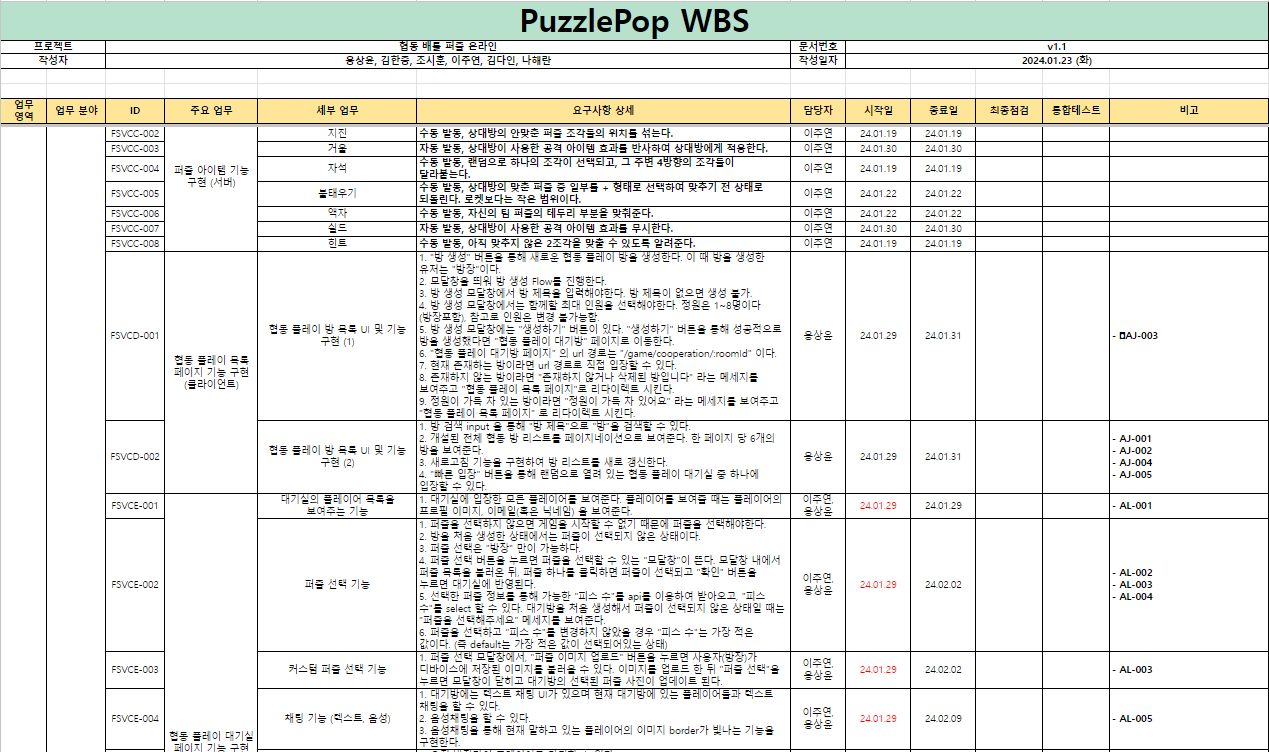 PuzzlePop WBS
프로젝트 협동 배틀 퍼즐 온라인 문서번호 v1.1
작성자 용상윤, 김한중, 조시훈, 이주연, 김다인, 나해란 작성일자 2024.01.23 (화)
업무 영역 업무 분야 ID 주요 업무 세부 업무 요구사항 상세 담당자 시작일 종료일 최종점검 통합테스트 비고
퍼즐 아이템 기능
구현 (서버)
FSVCC-002 지진 수동 발동, 상대방의 안맞춘 퍼즐 조각들의 위치를 섞는다. 이주연 24.01.19 24.01.19
FSVCC-003 거울 자동 발동, 상대방이 사용한 공격 아이템 효과를 반사하여 상대방에게 적용한다. 이주연 24.01.30 24.01.30
FSVCC-004 자석 수동 발동, 랜덤으로 하나의 조각이 선택되고, 그 주변 4방향의 조각들이
달라붙는다. 이주연 24.01.19 24.01.19
FSVCC-005 불태우기 수동 발동, 상대방의 맞춘 퍼즐 중 일부를 + 형태로 선택하여 맞추기 전 상태로
되돌린다. 로켓보다는 작은 범위이다. 이주연 24.01.22 24.01.22
FSVCC-006 액자 수동 발동, 자신의 팀 퍼즐의 테두리 부분을 맞춰준다. 이주연 24.01.22 24.01.22
FSVCC-007 쉴드 자동 발동, 상대방이 사용한 공격 아이템 효과를 무시한다. 이주연 24.01.30 24.01.30
FSVCC-008 힌트 수동 발동, 아직 맞추지 않은 2조각을 맞출 수 있도록 알려준다. 이주연 24.01.19 24.01.19
협동 플레이 목록
페이지 기능 구현
(클라이언트)
FSVCD-001 협동 플레이 방 목록 UI 및 기능
구현 (1)
1. "방 생성" 버튼을 통해 새로운 협동 플레이 방을 생성한다. 이 때 방을 생성한
유저는 "방장"이다.
2. 모달창을 띄워 방 생성 Flow를 진행한다.
3. 방 생성 모달창에서 방 제목을 입력해야한다. 방 제목이 없으면 생성 불가.
4. 방 생성 모달창에서는 함께할 최대 인원을 선택해야한다. 정원은 1~8명이다
(방장포함), 참고로 인원은 변경 불가능함.
5. 방 생성 모달창에는 "생성하기" 버튼이 있다. "생성하기" 버튼을 통해 성공적으로
방을 생성했다면 "협동 플레이 대기방" 페이지로 이동한다.
6. "협동 플레이 대기방 페이지" 의 url 경로는 "/game/cooperation/:roomId" 이다.
7. 현재 존재하는 방이라면 url 경로로 직접 입장할 수 있다.
8. 존재하지 않는 방이라면 "존재하지 않거나 삭제된 방입니다" 라는 메세지를
보여주고 "협동 플레이 목록 페이지"로 리다이렉트 시킨다.
9. 정원이 가득 차 있는 방이라면 "정원이 가득 차 있어요" 라는 메세지를 보여주고
"협동 플레이 목록 페이지" 로 리다이렉트 시킨다.
용상윤 24.01.29 24.01.31 - AJ-003
FSVCD-002 협동 플레이 방 목록 UI 및 기능
구현 (2)
1. 방 검색 input 을 통해 "방 제목"으로 "방"을 검색할 수 있다.
2. 개설된 전체 협동 방 리스트를 페이지네이션으로 보여준다. 한 페이지 당 6개의
방을 보여준다.
3. 새로고침 기능을 구현하여 방 리스트를 새로 갱신한다.
4. "빠른 입장" 버튼을 통해 랜덤으로 열려 있는 협동 플레이 대기실 중 하나에
입장할 수 있다.
용상윤 24.01.29 24.01.31
- AJ-001
- AJ-002
- AJ-004
- AJ-005
FSVCE-001 대기실의 플레이어 목록을
보여주는 기능
1. 대기실에 입장한 모든 플레이어를 보여준다. 플레이어를 보여줄 때는 플레이어의
프로필 이미지, 이메일(혹은 닉네임) 을 보여준다.
이주연,
용상윤 24.01.29 24.01.29 - AL-001
FSVCE-002 퍼즐 선택 기능
1. 퍼즐을 선택하지 않으면 게임을 시작할 수 없기 때문에 퍼즐을 선택해야한다.
2. 방을 처음 생성한 상태에서는 퍼즐이 선택되지 않은 상태이다.
3. 퍼즐 선택은 "방장" 만이 가능하다.
4. 퍼즐 선택 버튼을 누르면 퍼즐을 선택할 수 있는 "모달창"이 뜬다. 모달창 내에서
퍼즐 목록을 불러온 뒤, 퍼즐 하나를 클릭하면 퍼즐이 선택되고 "확인" 버튼을
누르면 대기실에 반영된다.
5. 선택한 퍼즐 정보를 통해 가능한 "피스 수"를 api를 이용하여 받아오고, "피스
수"를 select 할 수 있다. 대기방을 처음 생성해서 퍼즐이 선택되지 않은 상태일 때는
"퍼즐을 선택해주세요" 메세지를 보여준다.
6. 퍼즐을 선택하고 "피스 수"를 변경하지 않았을 경우 "피스 수"는 가장 적은
값이다. (즉 default는 가장 적은 값이 선택되어있는 상태)
이주연,
용상윤 24.01.29 24.02.02
- AL-002
- AL-003
- AL-004
FSVCE-003 커스텀 퍼즐 선택 기능
1. 퍼즐 선택 모달창에서, "퍼즐 이미지 업로드" 버튼을 누르면 사용자(방장)가
디바이스에 저장된 이미지를 불러올 수 있다. 이미지를 업로드 한 뒤 "퍼즐 선택"을
누르면 모달창이 닫히고 대기방의 선택된 퍼즐 사진이 업데이트 된다.
이주연,
용상윤 24.01.29 24.02.02 - AL-003
FSVCE-004 채팅 기능 (텍스트, 음성)
1. 대기방에는 텍스트 채팅 UI가 있으며 현재 대기방에 있는 플레이어들과 텍스트
채팅을 할 수 있다.
2. 음성채팅을 할 수 있다.
3. 음성채팅을 통해 현재 말하고 있는 플레이어의 이미지 border가 빛나는 기능을
구현한다.
이주연,
용상윤 24.01.29 24.02.09 - AL-005
협동 플레이 대기실
페이지 기능 구현